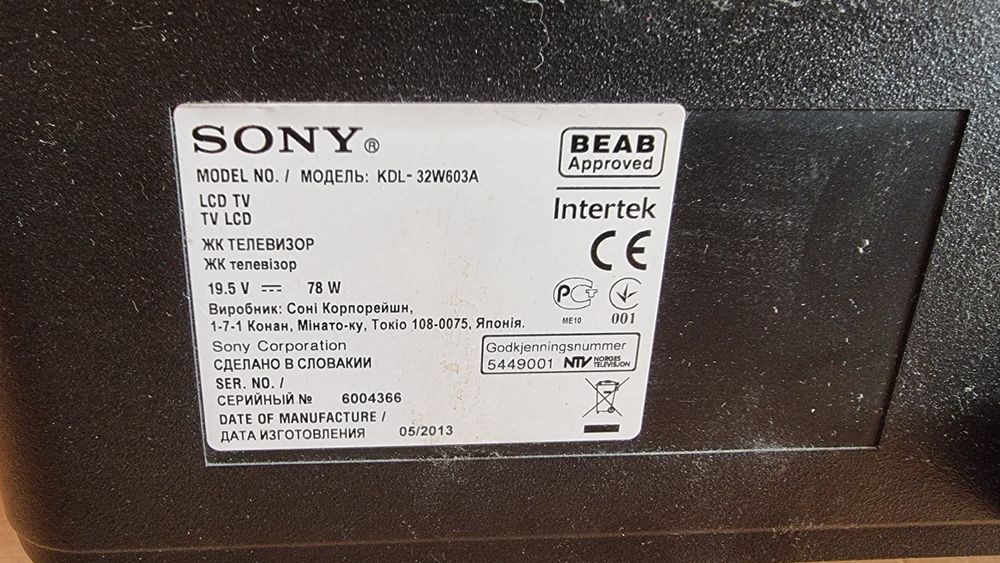 SONY®
MODEL NO. / МОДЕЛЬ: KDL-32W603A
LCD TV
TV LCD
ЖК ТЕЛЕВИЗОР
ЖК телевізор
19.5 V ⎓ 78 W
Виробник: Соні Корпорейшн,
1-7-1 Конан, Мінато-ку, Токіо 108-0075, Японія.
Sony Corporation
СДЕЛАНО В СЛОВАКИИ
SER. NO. /
СЕРИЙНЫЙ № 6004366
DATE OF MANUFACTURE /
ДАТА ИЗГОТОВЛЕНИЯ 05/2013
BEAB
Approved
Intertek
CE
РСТ
ME10
001
Godkjenningsnummer
5449001 NTV NORGES
TELEVISJON